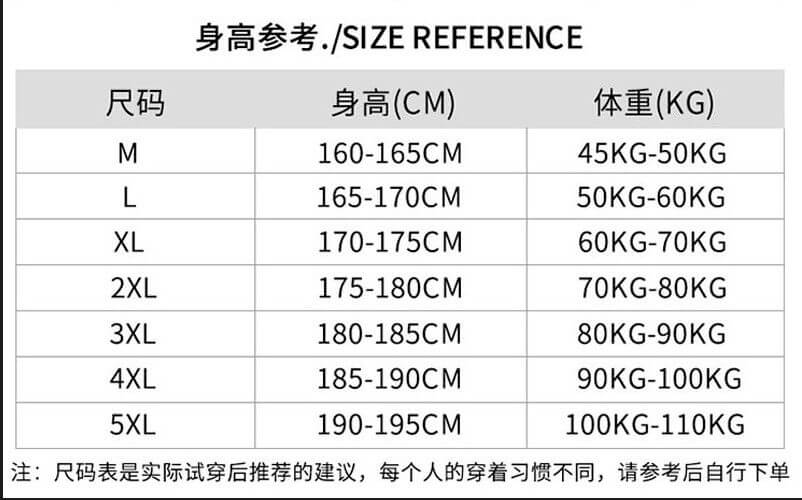 身高参考./SIZE REFERENCE
尺码 身高(CM) 体重(KG)
M 160-165CM 45KG-50KG
L 165-170CM 50KG-60KG
XL 170-175CM 60KG-70KG
2XL 175-180CM 70KG-80KG
3XL 180-185CM 80KG-90KG
4XL 185-190CM 90KG-100KG
5XL 190-195CM 100KG-110KG
注：尺码表是实际试穿后推荐的建议，每个人的穿着习惯不同，请参考后自行下单